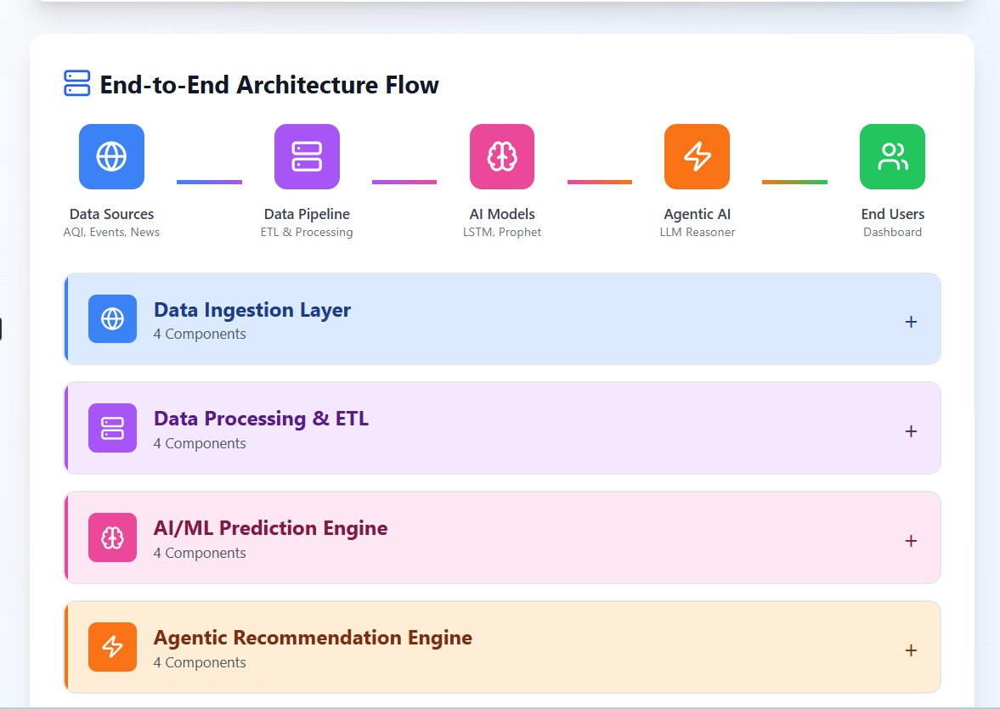 End-to-End Architecture Flow
Data Sources
AQI, Events, News
Data Pipeline
ETL & Processing
AI Models
LSTM, Prophet
Agentic AI
LLM Reasoner
End Users
Dashboard
Data Ingestion Layer
4 Components
+
Data Processing & ETL
4 Components
+
AI/ML Prediction Engine
4 Components
+
Agentic Recommendation Engine
4 Components
+